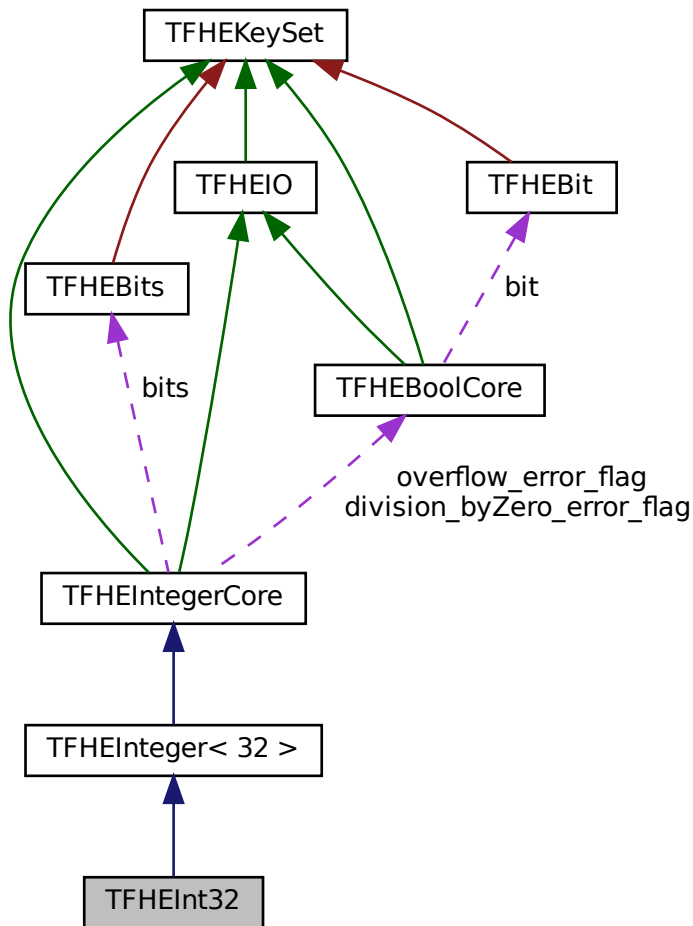 TFHEKeySet
TFHEIO
TFHEBit
TFHEBits
bit
bits
TFHEBoolCore
overflow_error_flag
division_byZero_error_flag
TFHEIntegerCore
TFHEInteger< 32 >
TFHEInt32